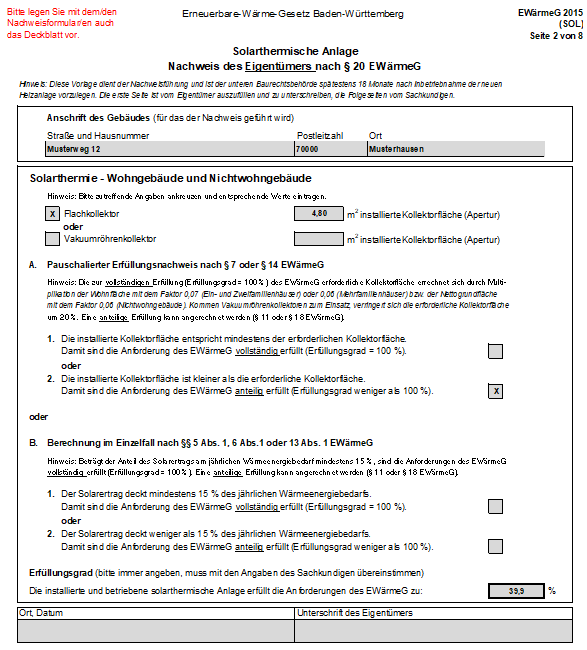 Bitte legen Sie mit dem/den
Nachweisformular/en auch
das Deckblatt vor.
Erneuerbare-Wärme-Gesetz Baden-Württemberg
EWärmeG 2015
(SOL)
Seite 2 von 8
Solarthermische Anlage
Nachweis des Eigentümers nach § 20 EWärmeG
Hinweis: Diese Vorlage dient der Nachweisführung und ist der unteren Baurechtsbehörde spätestens 18 Monate nach Inbetriebnahme der neuen
Heizanlage vorzulegen. Die erste Seite ist vom Eigentümer auszufüllen und zu unterschreiben, die Folgeseiten vom Sachkundigen.
Anschrift des Gebäudes (für das der Nachweis geführt wird)
Straße und Hausnummer Postleitzahl Ort
Musterweg 12 70000 Musterhausen
Solarthermie - Wohngebäude und Nichtwohngebäude
Hinweis: Bitte zutreffende Angaben ankreuzen und entsprechende Werte eintragen.
X Flachkollektor 4,80 m² installierte Kollektorfläche (Apertur)
oder
Vakuumröhrenkollektor m² installierte Kollektorfläche (Apertur)
A. Pauschalierter Erfüllungsnachweis nach § 7 oder § 14 EWärmeG
Hinweis: Die zur vollständigen Erfüllung (Erfüllungsgrad = 100 %) des EWärmeG erforderliche Kollektorfläche errechnet sich durch Multi-
plikation der Wohnfläche mit dem Faktor 0,07 (Ein- und Zweifamilienhäuser) oder 0,06 (Mehrfamilienhäuser) bzw. der Nettogrundfläche
mit dem Faktor 0,06 (Nichtwohngebäude). Kommen Vakuumröhrenkollektoren zum Einsatz, verringert sich die erforderliche Kollektorfläche
um 20 %. Eine anteilige Erfüllung kann angerechnet werden (§ 11 oder § 18 EWärmeG).
1. Die installierte Kollektorfläche entspricht mindestens der erforderlichen Kollektorfläche.
Damit sind die Anforderung des EWärmeG vollständig erfüllt (Erfüllungsgrad = 100 %).
oder
2. Die installierte Kollektorfläche ist kleiner als die erforderliche Kollektorfläche.
Damit sind die Anforderung des EWärmeG anteilig erfüllt (Erfüllungsgrad weniger als 100 %). X
oder
B. Berechnung im Einzelfall nach §§ 5 Abs. 1, 6 Abs.1 oder 13 Abs. 1 EWärmeG
Hinweis: Beträgt der Anteil des Solarertrags am jährlichen Wärmeenergiebedarf mindestens 15 %, sind die Anforderungen des EWärmeG
vollständig erfüllt (Erfüllungsgrad = 100 %). Eine anteilige Erfüllung kann angerechnet werden (§ 11 oder § 18 EWärmeG).
1. Der Solarertrag deckt mindestens 15 % des jährlichen Wärmeenergiebedarfs.
Damit sind die Anforderung des EWärmeG vollständig erfüllt (Erfüllungsgrad = 100 %).
oder
2. Der Solarertrag deckt weniger als 15 % des jährlichen Wärmeenergiebedarfs.
Damit sind die Anforderung des EWärmeG anteilig erfüllt (Erfüllungsgrad weniger als 100 %).
Erfüllungsgrad (bitte immer angeben, muss mit den Angaben des Sachkundigen übereinstimmen)
Die installierte und betriebene solarthermische Anlage erfüllt die Anforderungen des EWärmeG zu: 39,9 %
Ort, Datum Unterschrift des Eigentümers